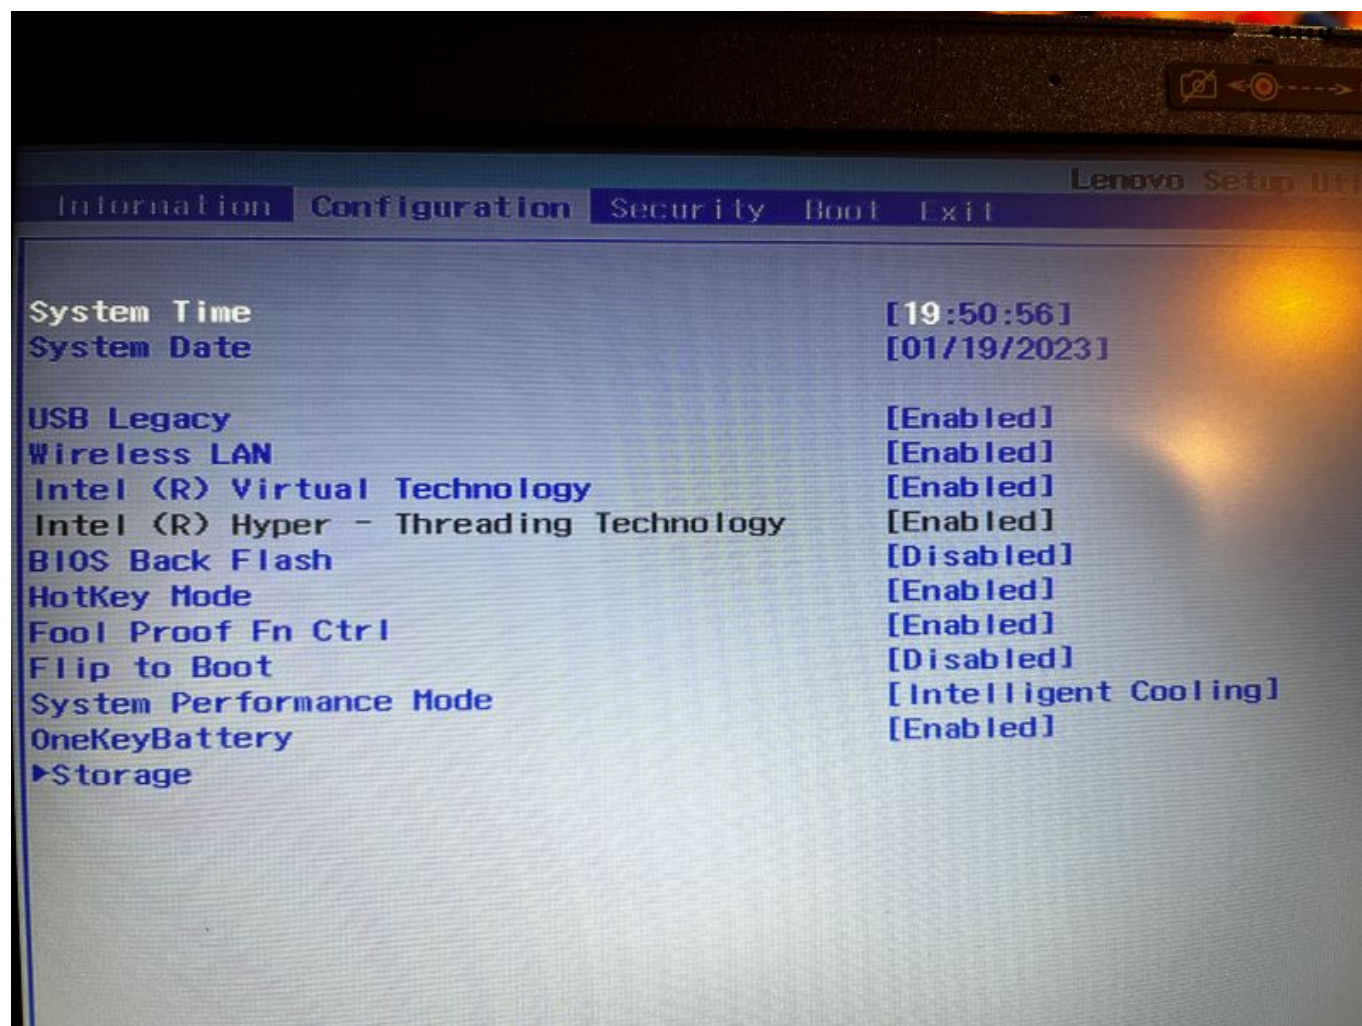 Lenovo Setup
Information Configuration Security Boot Exit
System Time [19:50:56]
System Date [01/19/2023]
USB Legacy [Enabled]
Wireless LAN [Enabled]
Intel (R) Virtual Technology [Enabled]
Intel (R) Hyper - Threading Technology [Enabled]
BIOS Back Flash [Disabled]
HotKey Mode [Enabled]
Fool Proof Fn Ctrl [Enabled]
Flip to Boot [Disabled]
System Performance Mode [Intelligent Cooling]
OneKeyBattery [Enabled]
▶Storage